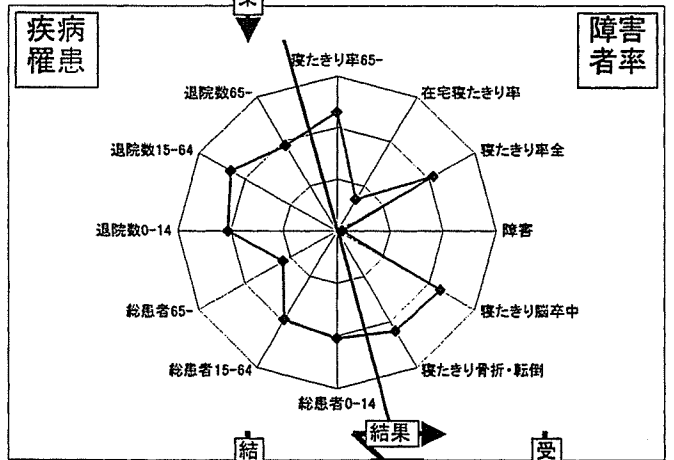 疾病
罹患
障害
者率
寝たきり率65-
退院数65-
在宅寝たきり率
退院数15-64
寝たきり率全
退院数0-14
障害
総患者65-
寝たきり脳卒中
総患者15-64
寝たきり骨折・転倒
総患者0-14
結果
結
受